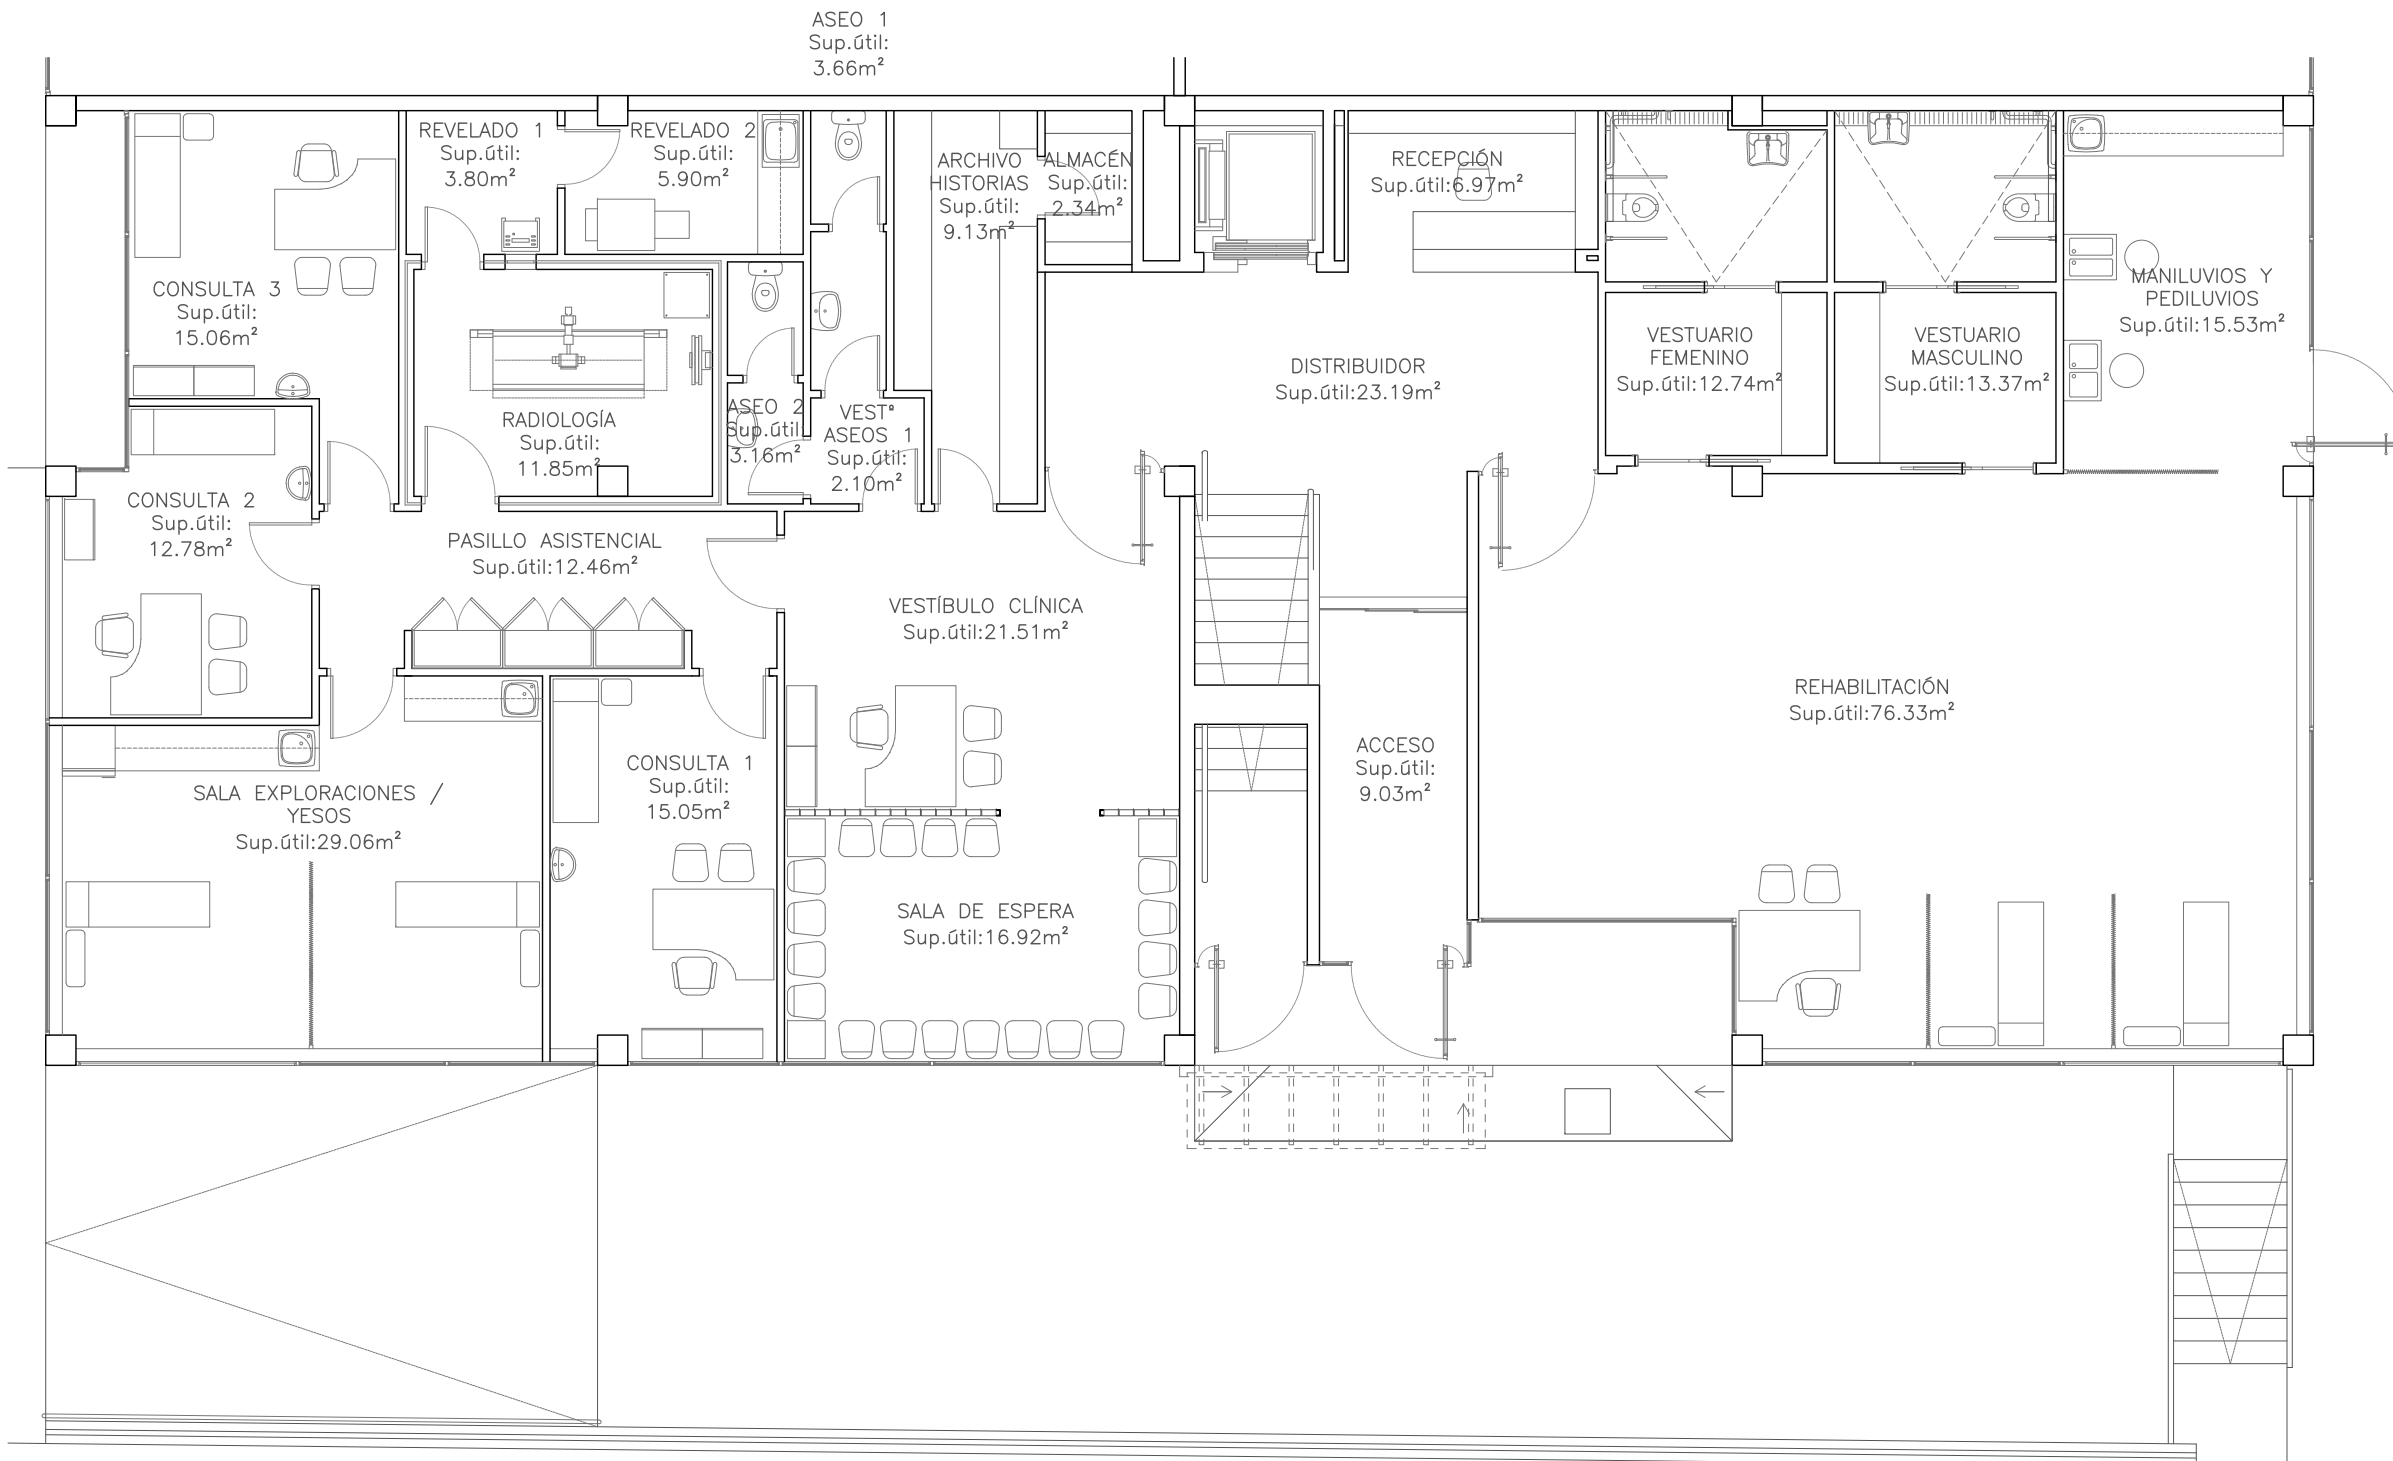 ASEO 1
Sup.útil:
3.66m²
REVELADO 1
Sup.útil:
3.80m²
REVELADO 2
Sup.útil:
5.90m²
ARCHIVO
HISTORIAS
Sup.útil:
9.13m²
ALMACÉN
Sup.útil:
2.34m²
RECEPCIÓN
Sup.útil:6.97m²
CONSULTA 3
Sup.útil:
15.06m²
MANILUVIOS Y
PEDILUVIOS
Sup.útil:15.53m²
VESTUARIO
FEMENINO
Sup.útil:12.74m²
VESTUARIO
MASCULINO
Sup.útil:13.37m²
DISTRIBUIDOR
Sup.útil:23.19m²
RADIOLOGÍA
Sup.útil:
11.85m²
ASEO 2
Sup.útil:
3.16m²
VESTº
ASEOS 1
Sup.útil:
2.10m²
CONSULTA 2
Sup.útil:
12.78m²
PASILLO ASISTENCIAL
Sup.útil:12.46m²
VESTÍBULO CLÍNICA
Sup.útil:21.51m²
REHABILITACIÓN
Sup.útil:76.33m²
ACCESO
Sup.útil:
9.03m²
CONSULTA 1
Sup.útil:
15.05m²
SALA EXPLORACIONES /
YESOS
Sup.útil:29.06m²
SALA DE ESPERA
Sup.útil:16.92m²